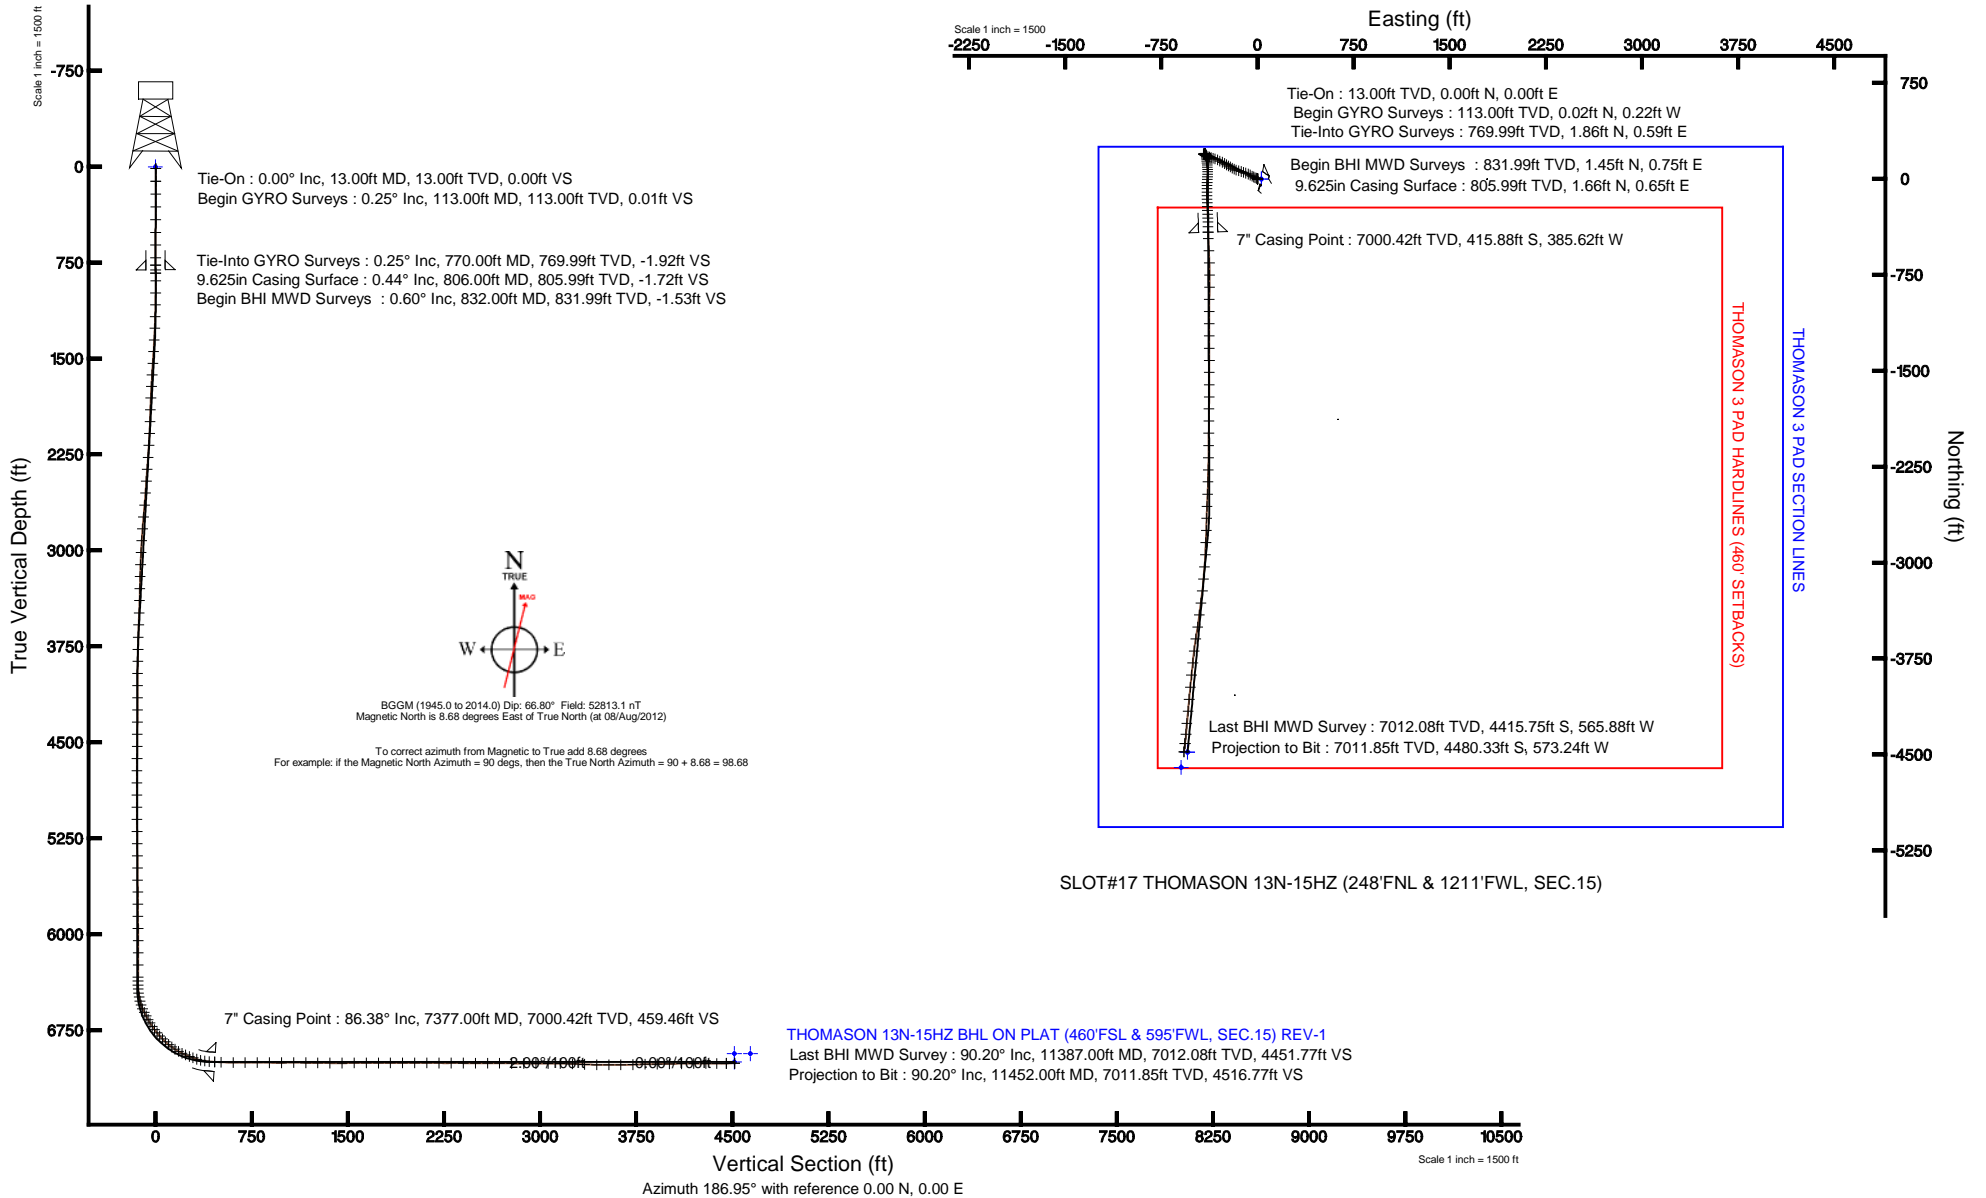 Scale 1 inch = 1500 ft
-750
0
750
1500
2250
3000
3750
4500
5250
6000
6750
True Vertical Depth (ft)
Tie-On : 0.00° Inc, 13.00ft MD, 13.00ft TVD, 0.00ft VS
Begin GYRO Surveys : 0.25° Inc, 113.00ft MD, 113.00ft TVD, 0.01ft VS
Tie-Into GYRO Surveys : 0.25° Inc, 770.00ft MD, 769.99ft TVD, -1.92ft VS
9.625in Casing Surface : 0.44° Inc, 806.00ft MD, 805.99ft TVD, -1.72ft VS
Begin BHI MWD Surveys : 0.60° Inc, 832.00ft MD, 831.99ft TVD, -1.53ft VS
N
TRUE
MAG
W
E
BGGM (1945.0 to 2014.0) Dip: 66.80° Field: 52813.1 nT
Magnetic North is 8.68 degrees East of True North (at 08/Aug/2012)
To correct azimuth from Magnetic to True add 8.68 degrees
For example: if the Magnetic North Azimuth = 90 degs, then the True North Azimuth = 90 + 8.68 = 98.68
7" Casing Point : 86.38° Inc, 7377.00ft MD, 7000.42ft TVD, 459.46ft VS
2.00°/100ft
0.00°/100ft
THOMASON 13N-15HZ BHL ON PLAT (460'FSL & 595'FWL, SEC.15) REV-1
Last BHI MWD Survey : 90.20° Inc, 11387.00ft MD, 7012.08ft TVD, 4451.77ft VS
Projection to Bit : 90.20° Inc, 11452.00ft MD, 7011.85ft TVD, 4516.77ft VS
0 750 1500 2250 3000 3750 4500 5250 6000 6750 7500 8250 9000 9750 10500
Vertical Section (ft)
Scale 1 inch = 1500 ft
Azimuth 186.95° with reference 0.00 N, 0.00 E
Easting (ft)
Scale 1 inch = 1500
-2250 -1500 -750 0 750 1500 2250 3000 3750 4500
750
0
-750
-1500
-2250
-3000
-3750
-4500
-5250
Northing (ft)
Tie-On : 13.00ft TVD, 0.00ft N, 0.00ft E
Begin GYRO Surveys : 113.00ft TVD, 0.02ft N, 0.22ft W
Tie-Into GYRO Surveys : 769.99ft TVD, 1.86ft N, 0.59ft E
Begin BHI MWD Surveys : 831.99ft TVD, 1.45ft N, 0.75ft E
9.625in Casing Surface : 805.99ft TVD, 1.66ft N, 0.65ft E
7" Casing Point : 7000.42ft TVD, 415.88ft S, 385.62ft W
THOMASON 3 PAD HARDLINES (460' SETBACKS)
THOMASON 3 PAD SECTION LINES
Last BHI MWD Survey : 7012.08ft TVD, 4415.75ft S, 565.88ft W
Projection to Bit : 7011.85ft TVD, 4480.33ft S, 573.24ft W
SLOT#17 THOMASON 13N-15HZ (248'FNL & 1211'FWL, SEC.15)